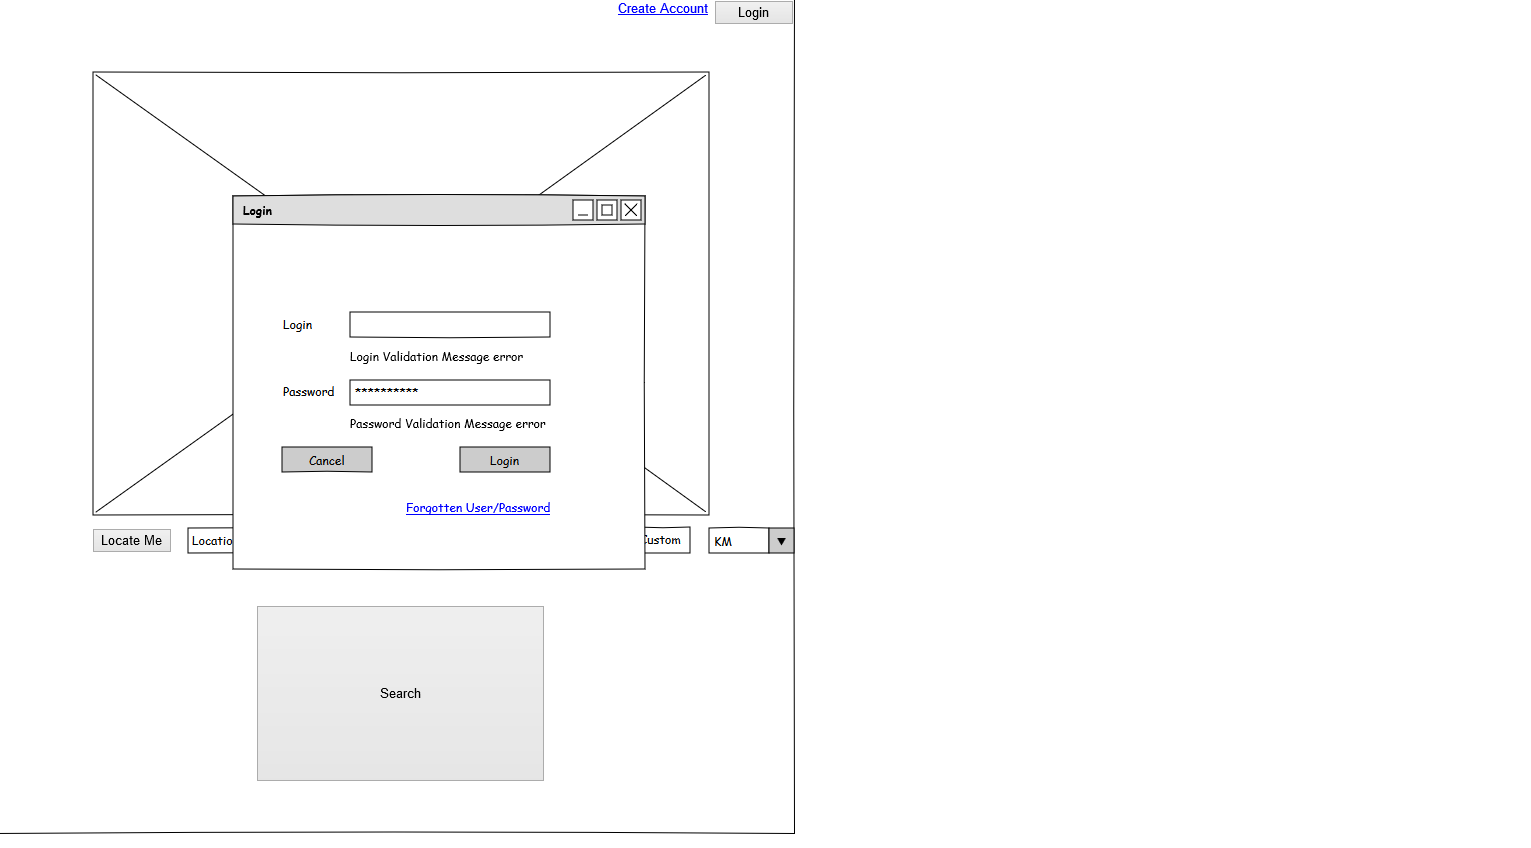 Create Account
Login
Login
Login
Login Validation Message error
Password **********
Password Validation Message error
Cancel
Login
Forgotten User/Password
Locate Me
Locatio
Custom
KM
Search